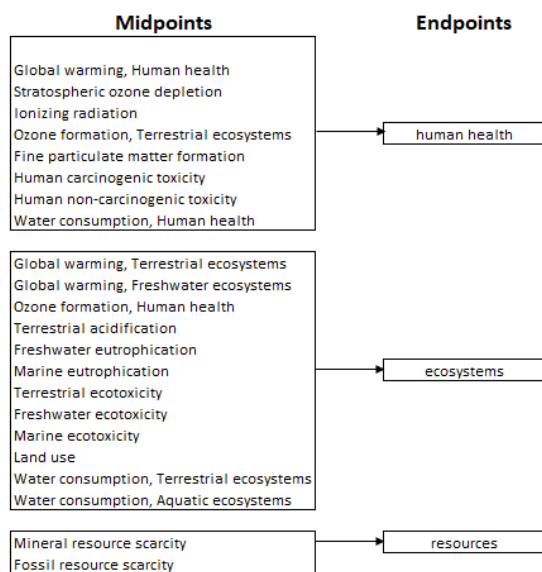 Midpoints
Endpoints
Global warming, Human health
Stratospheric ozone depletion
Ionizing radiation
Ozone formation, Terrestrial ecosystems
Fine particulate matter formation
Human carcinogenic toxicity
Human non-carcinogenic toxicity
Water consumption, Human health
human health
Global warming, Terrestrial ecosystems
Global warming, Freshwater ecosystems
Ozone formation, Human health
Terrestrial acidification
Freshwater eutrophication
Marine eutrophication
Terrestrial ecotoxicity
Freshwater ecotoxicity
Marine ecotoxicity
Land use
Water consumption, Terrestrial ecosystems
Water consumption, Aquatic ecosystems
ecosystems
Mineral resource scarcity
Fossil resource scarcity
resources